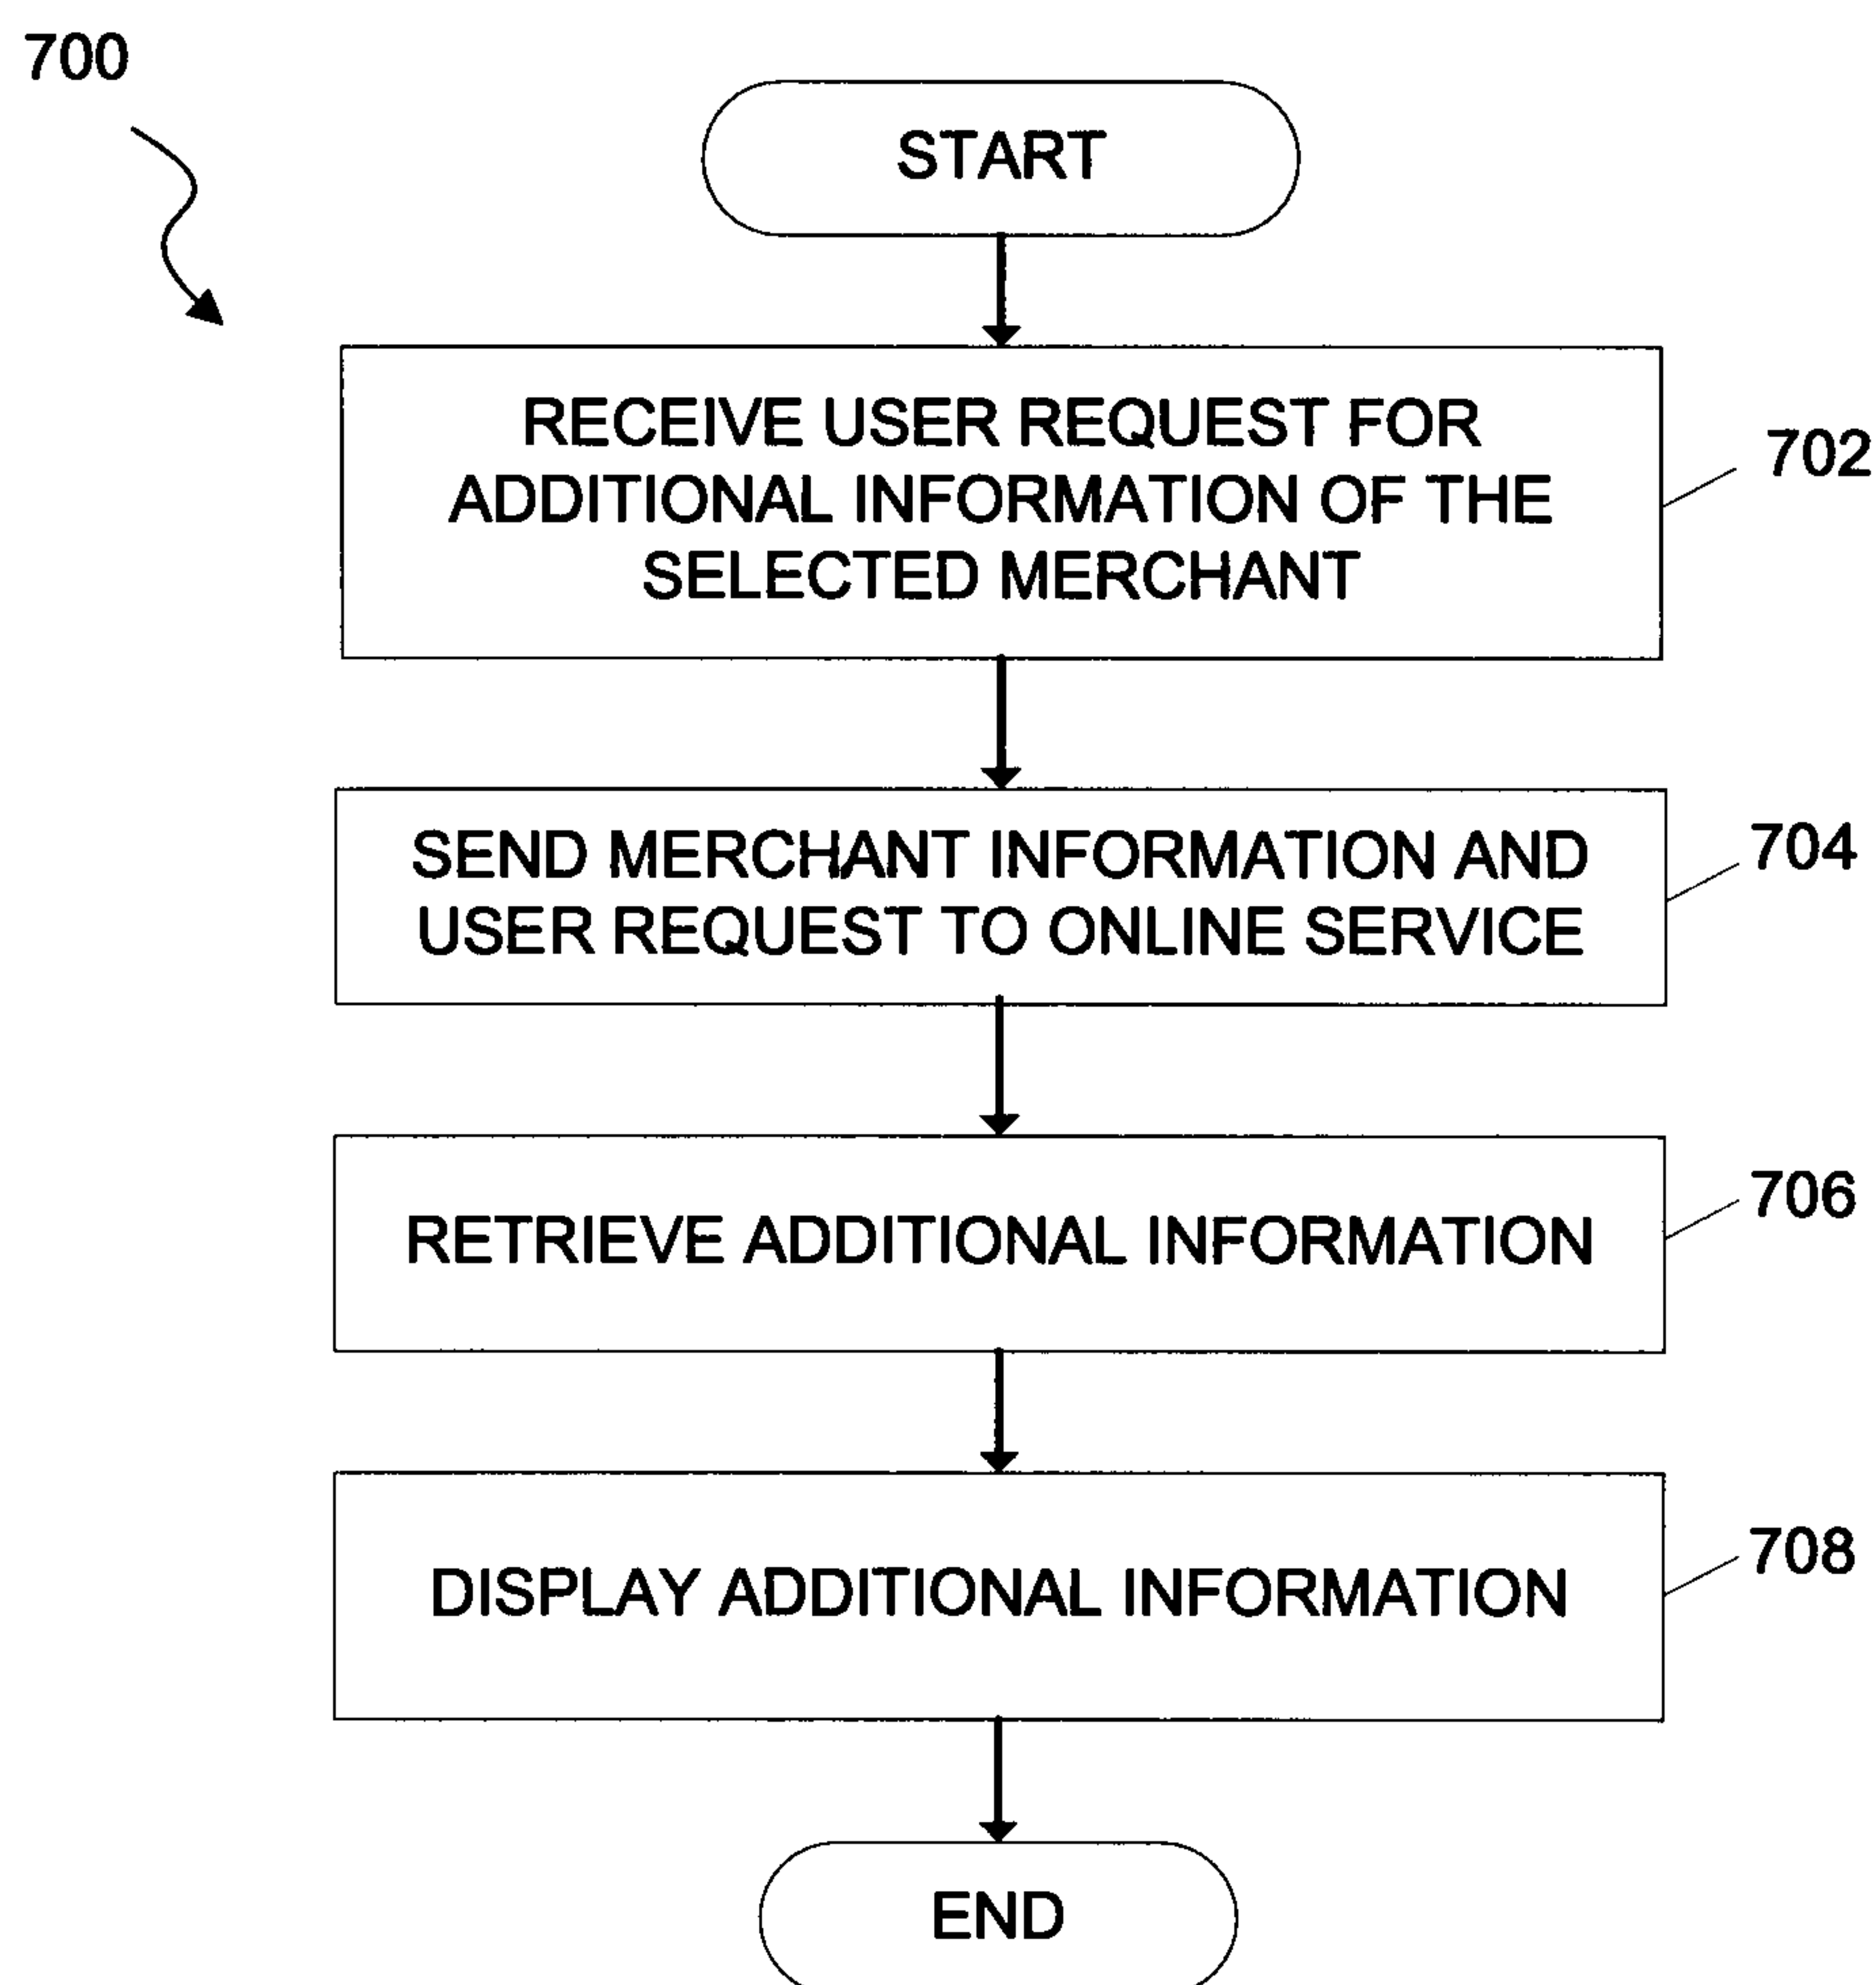 700
START
RECEIVE USER REQUEST FOR
ADDITIONAL INFORMATION OF THE
SELECTED MERCHANT
702
SEND MERCHANT INFORMATION AND
USER REQUEST TO ONLINE SERVICE
704
RETRIEVE ADDITIONAL INFORMATION
706
DISPLAY ADDITIONAL INFORMATION
708
END